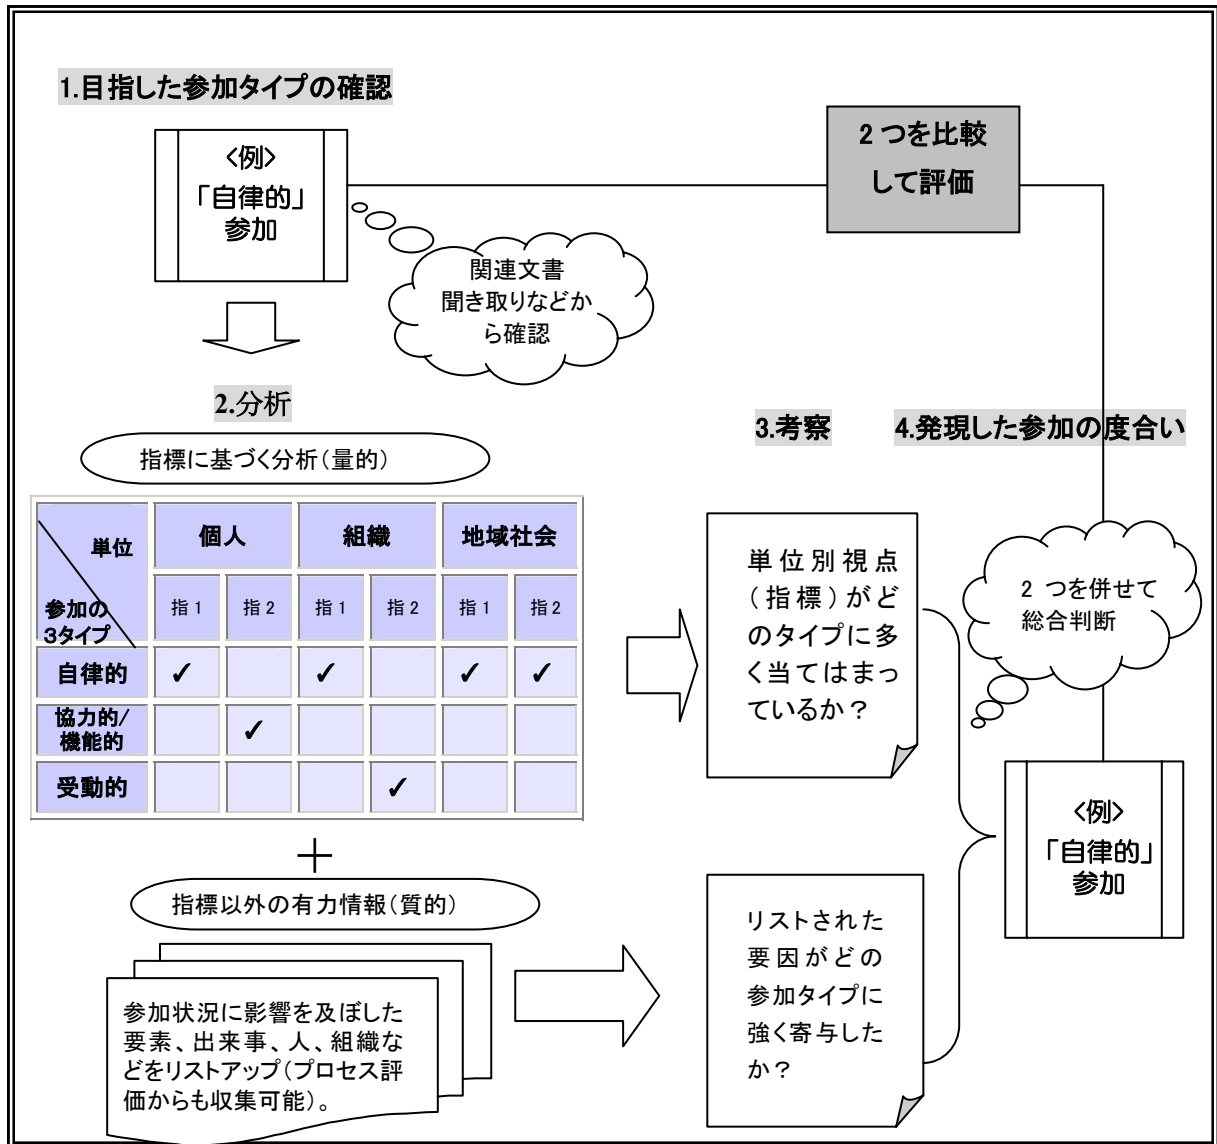 1.目指した参加タイプの確認
<例>
「自律的」
参加
2 つを比較
して評価
関連文書
聞き取りなどか
ら確認
2.分析
指標に基づく分析（量的）
単位
参加の
3タイプ
個人
組織
地域社会
指 1
指 2
指 1
指 2
指 1
指 2
自律的
✓
✓
✓
✓
協力的/
機能的
✓
受動的
✓
＋
指標以外の有力情報（質的）
参加状況に影響を及ぼした
要素、出来事、人、組織な
どをリストアップ（プロセス評
価からも収集可能）。
3.考察
単位別視点
（指標）がど
のタイプに多
く当てはまっ
ているか？
リストされた
要因がどの
参加タイプに
強く寄与した
か？
4.発現した参加の度合い
2 つを併せて
総合判断
<例>
「自律的」
参加